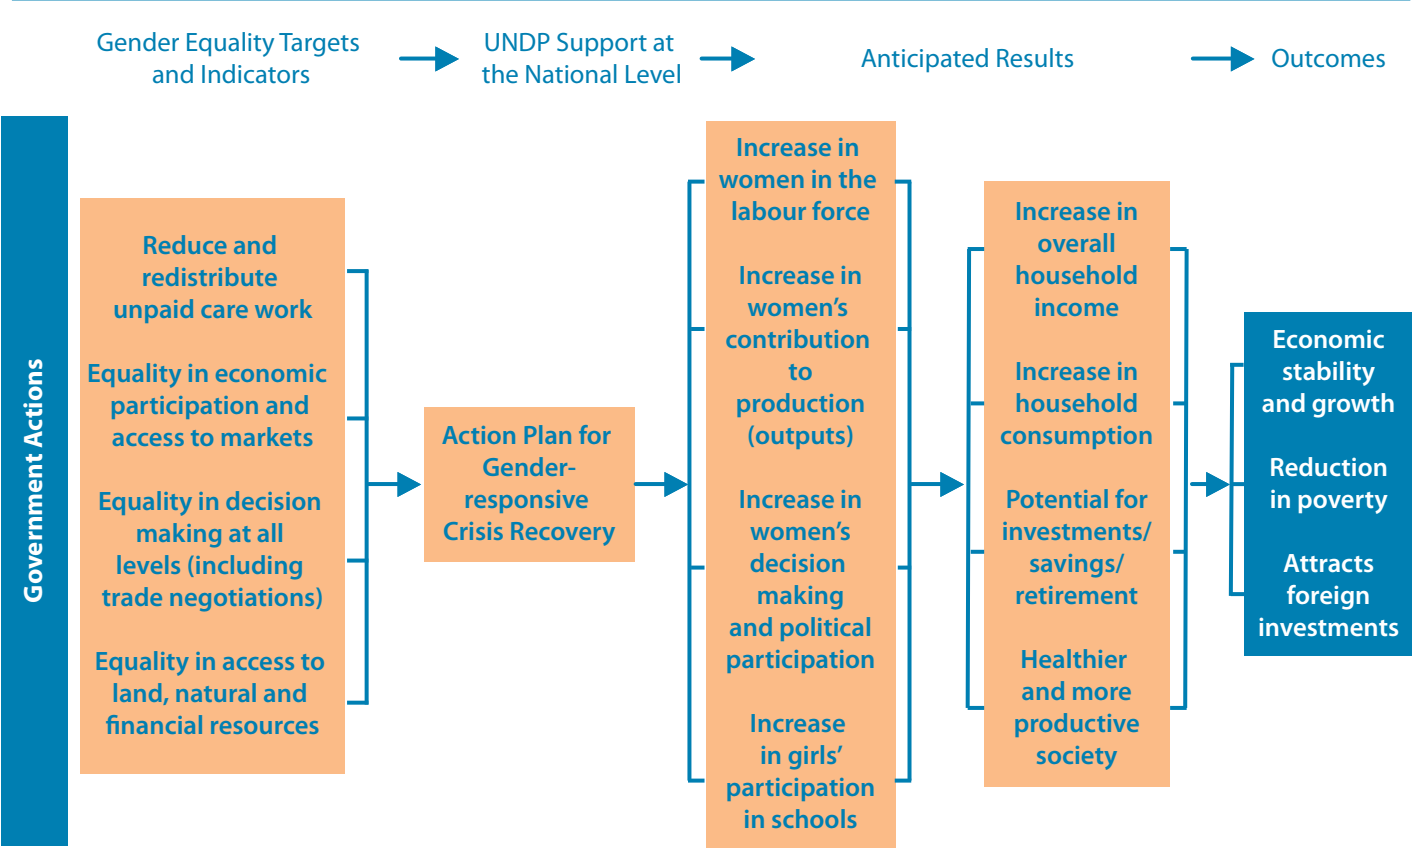 Gender Equality Targets
and Indicators
UNDP Support at
the National Level
Anticipated Results
Outcomes
Government Actions
Reduce and
redistribute
unpaid care work
Equality in economic
participation and
access to markets
Equality in decision
making at all
levels (including
trade negotiations)
Equality in access to
land, natural and
financial resources
Action Plan for
Gender-
responsive
Crisis Recovery
Increase in
women in the
labour force
Increase in
women’s
contribution
to
production
(outputs)
Increase in
women’s
decision
making
and political
participation
Increase
in girls’
participation
in schools
Increase in
overall
household
income
Increase in
household
consumption
Potential for
investments/
savings/
retirement
Healthier
and more
productive
society
Economic
stability
and growth
Reduction
in poverty
Attracts
foreign
investments